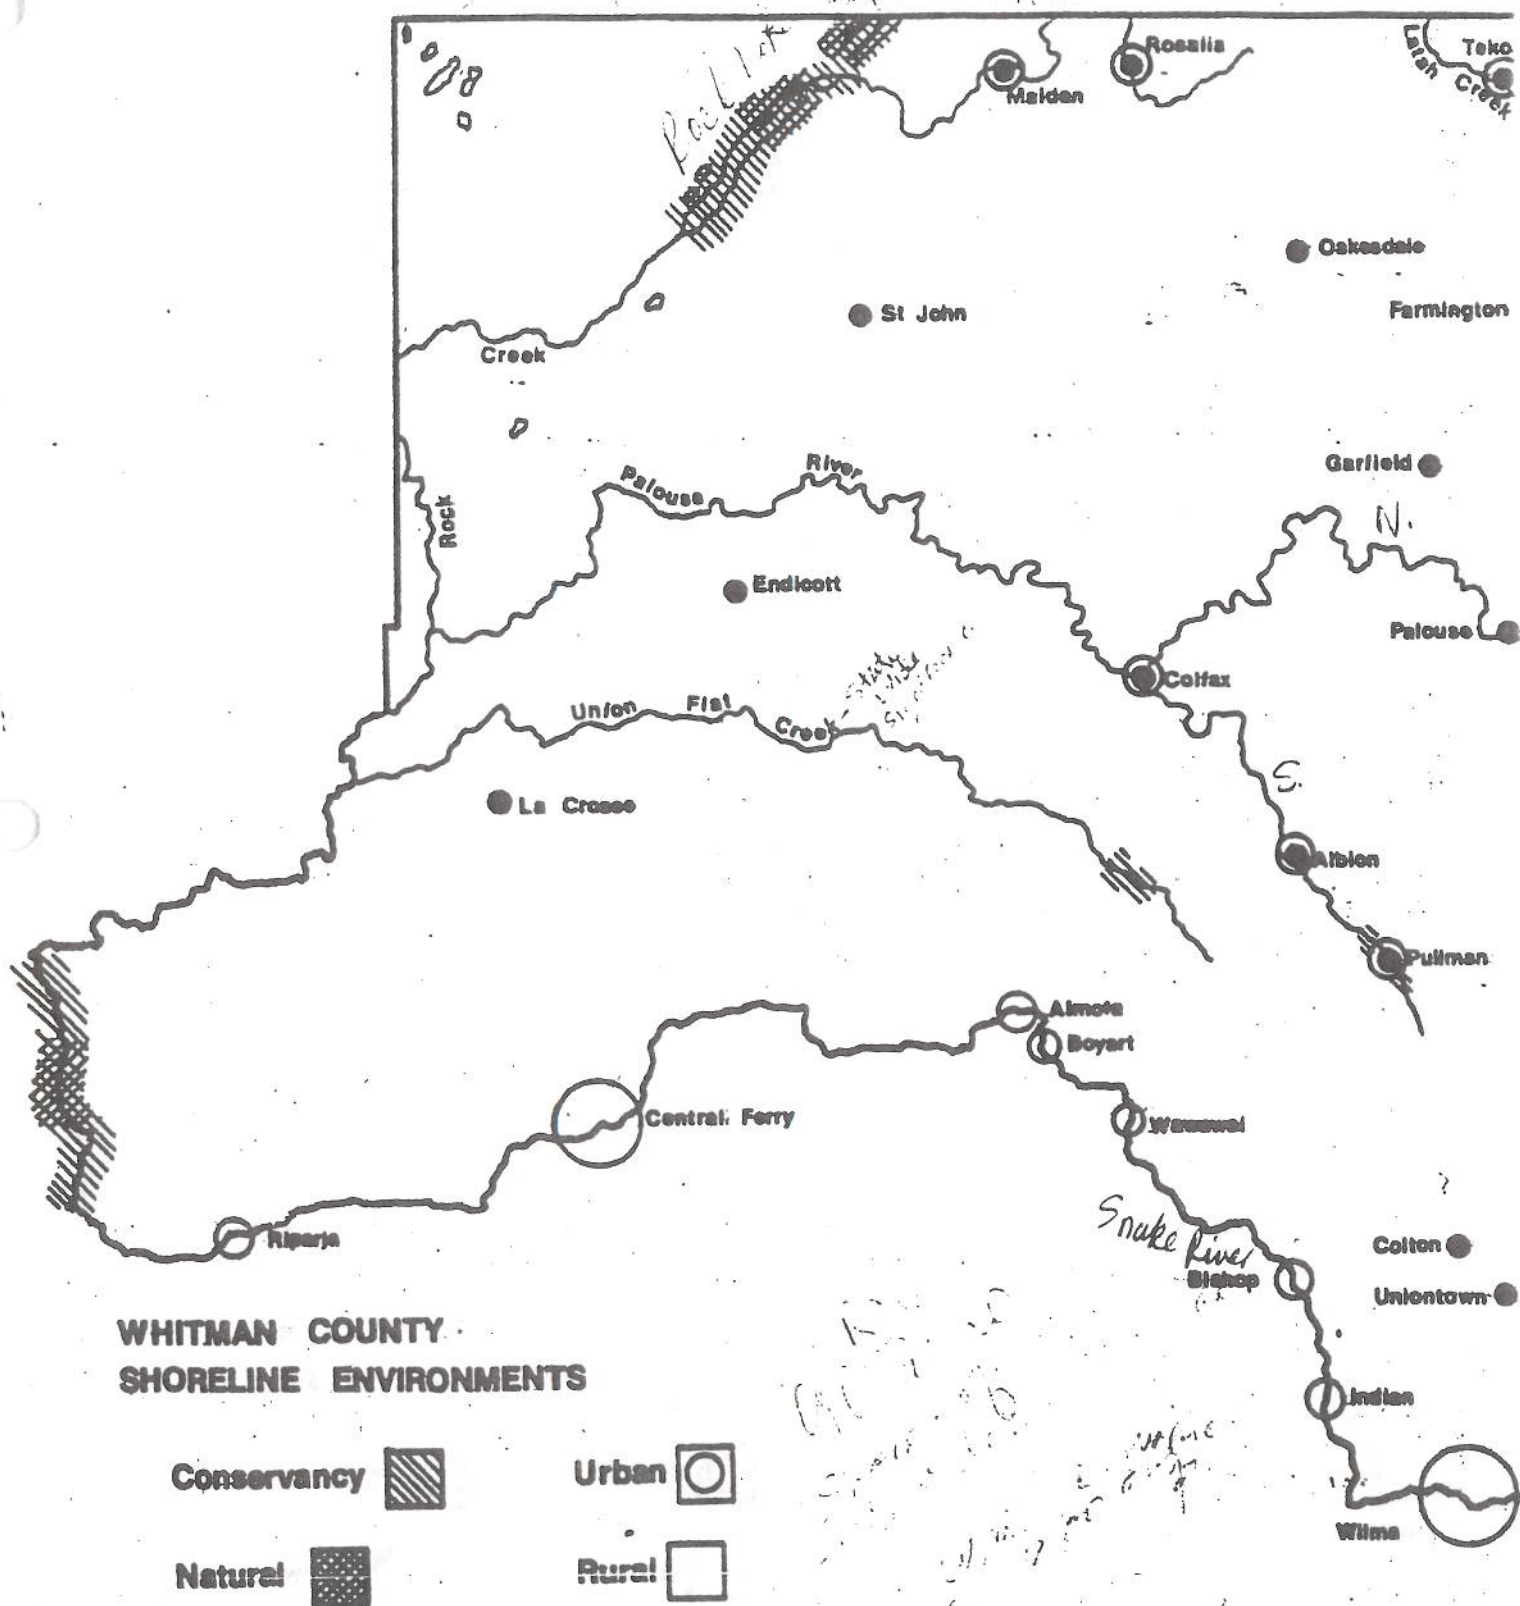 Rosalia
Teko
Malden
Latah Creek
Oakesdale
St John
Farmington
Creek
Garfield
River
Palouse
N.
Rock
Endicott
Palouse
Colfax
Union Flat Creek
S.
La Crosse
Albion
Pullman
Almota
Boyart
Central Ferry
Wawawai
?
Snake River
Colton
Riparia
Bishop
Uniontown
WHITMAN COUNTY
SHORELINE ENVIRONMENTS
Indian
Conservancy
Urban
Wilma
Natural
Rural